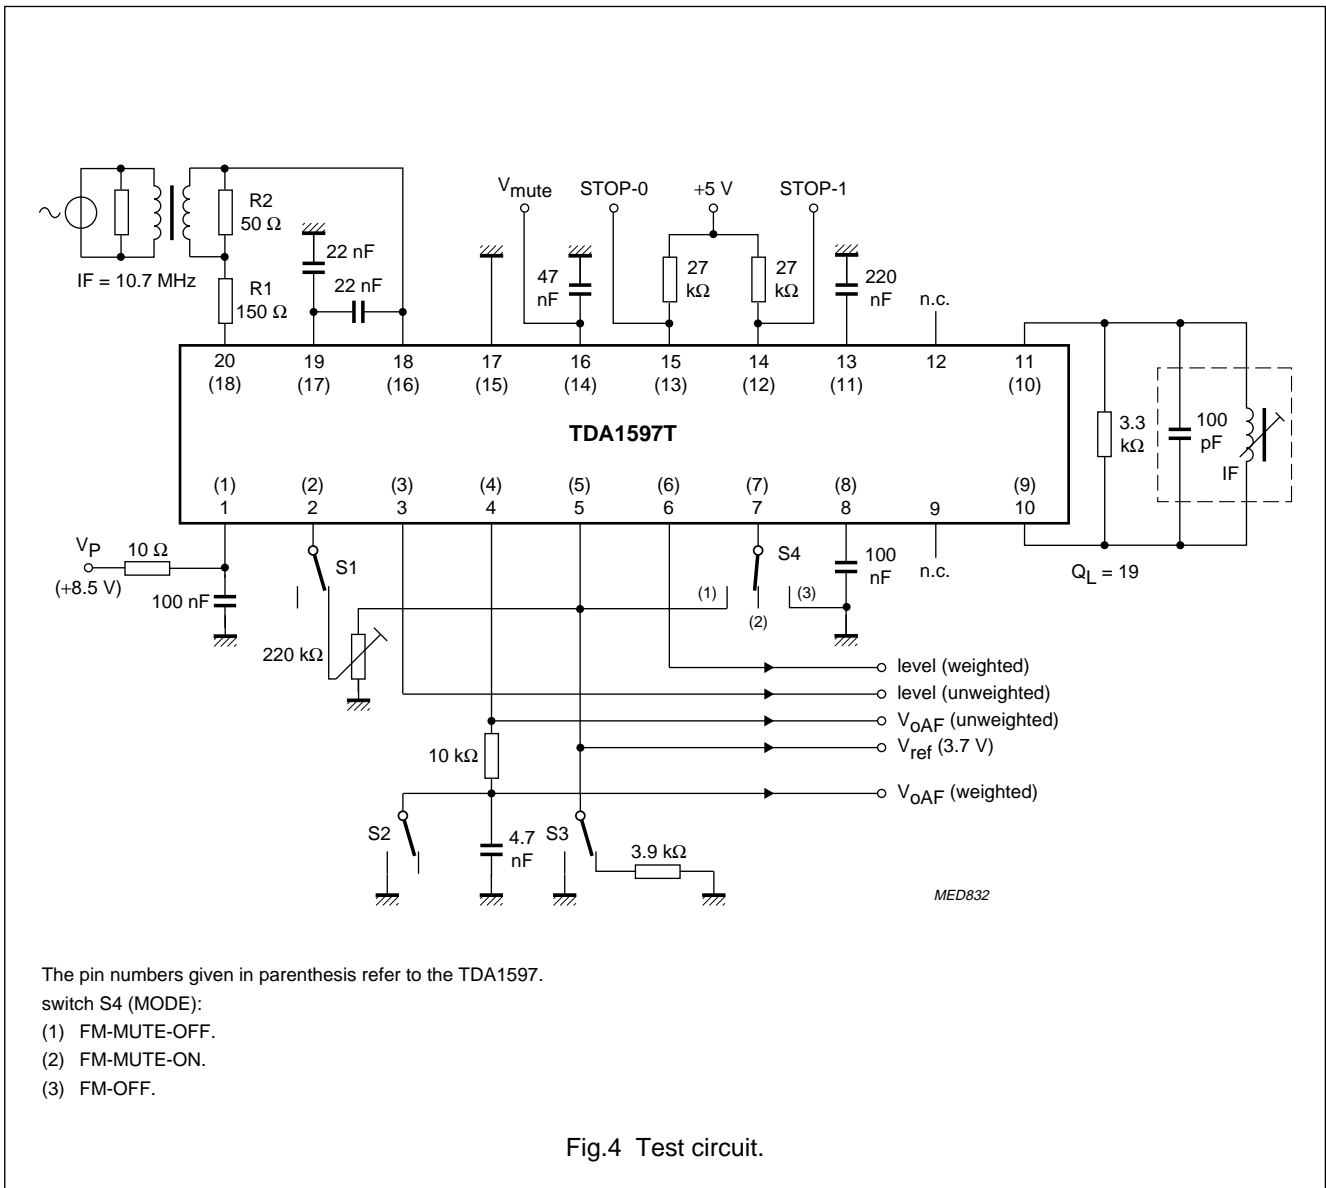 V mute
STOP-0
+5 V
STOP-1
R2
50 Ω
IF = 10.7 MHz
R1
150 Ω
22 nF
22 nF
47
nF
27
kΩ
27
kΩ
220
nF
n.c.
20 19 18 17 16 15 14 13 12 11
(18) (17) (16) (15) (14) (13) (12) (11) (10)
TDA1597T
3.3
kΩ
100
pF
IF
(1) (2) (3) (4) (5) (6) (7) (8) (9)
1 2 3 4 5 6 7 8 9 10
VP
(+8.5 V)
10 Ω
100 nF
S1
220 kΩ
S4
(1)
(2)
(3)
100
nF
n.c.
QL = 19
level (weighted)
level (unweighted)
VoAF (unweighted)
Vref (3.7 V)
VoAF (weighted)
10 kΩ
S2
4.7
nF
S3
3.9 kΩ
MED832
The pin numbers given in parenthesis refer to the TDA1597.
switch S4 (MODE):
(1) FM-MUTE-OFF.
(2) FM-MUTE-ON.
(3) FM-OFF.
Fig.4 Test circuit.